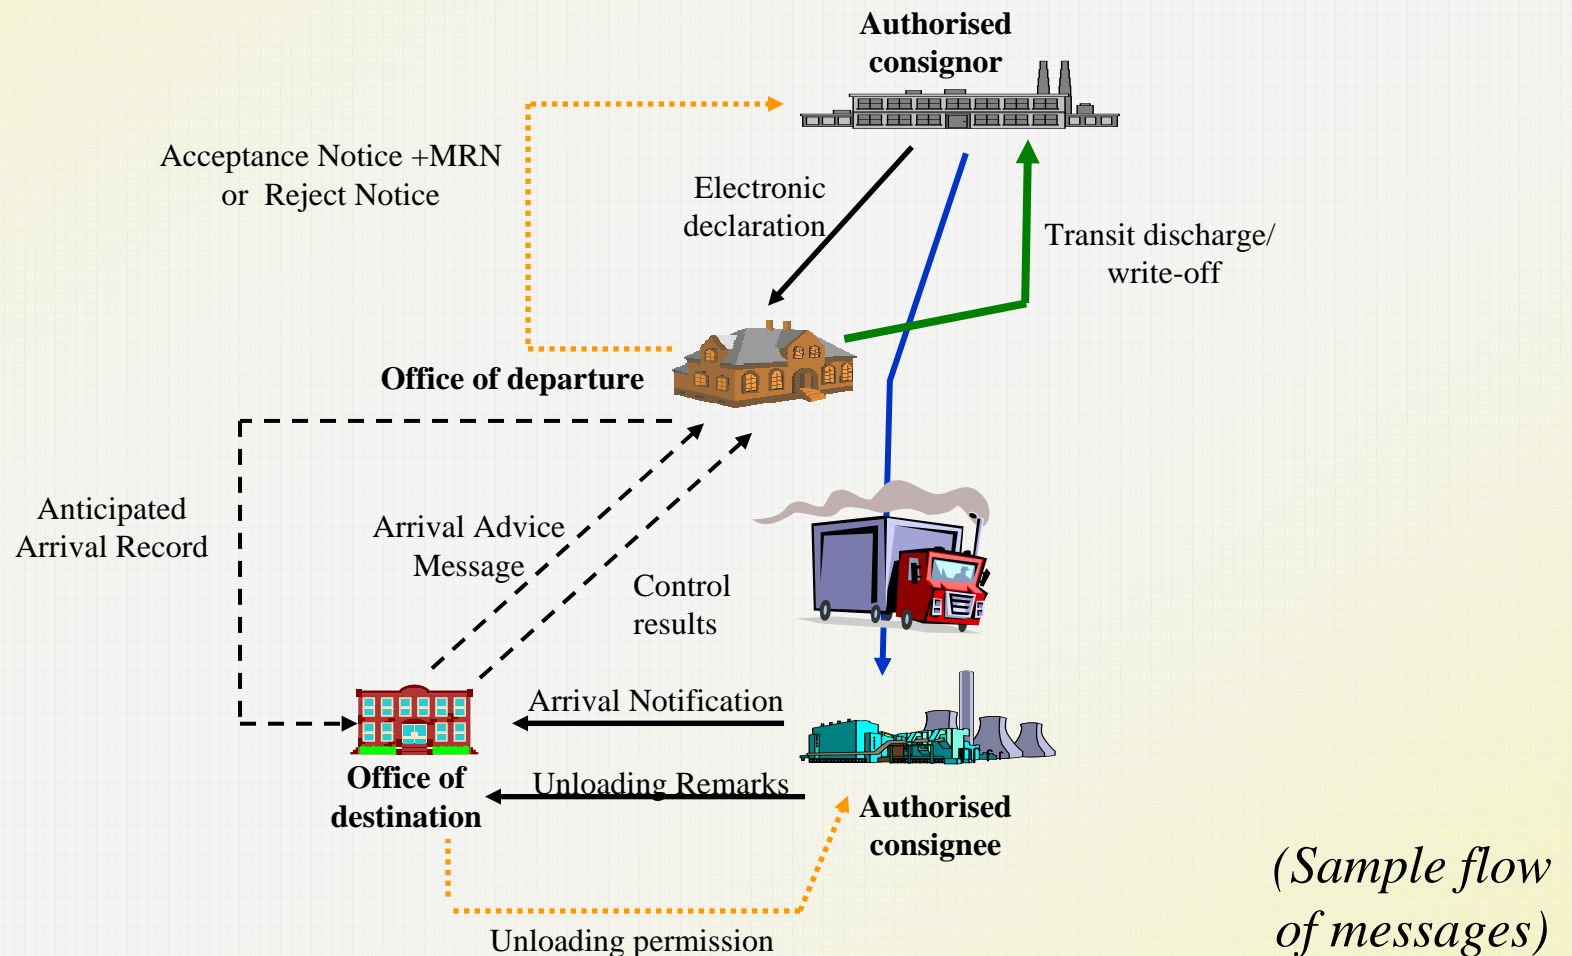 Authorised
consignor
Acceptance Notice +MRN
or Reject Notice
Electronic
declaration
Transit discharge/
write-off
Office of departure
Anticipated
Arrival Record
Arrival Advice
Message
Control
results
Arrival Notification
Office of
destination
Unloading Remarks
Authorised
consignee
Unloading permission
(Sample flow
of messages)